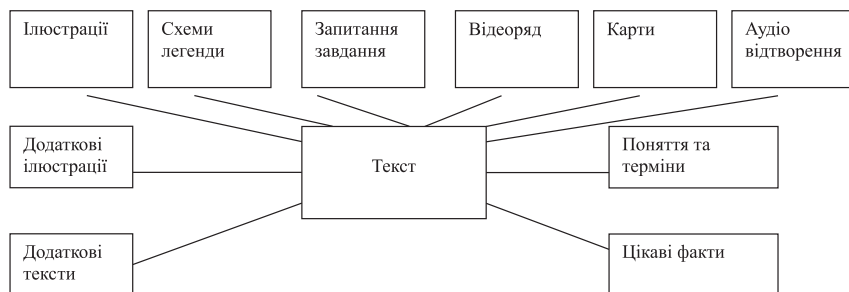 Ілюстрації
Схеми
легенди
Запитання
завдання
Відеоряд
Карти
Аудіо
відтворення
Додаткові
ілюстрації
Текст
Поняття та
терміни
Додаткові
тексти
Цікаві факти